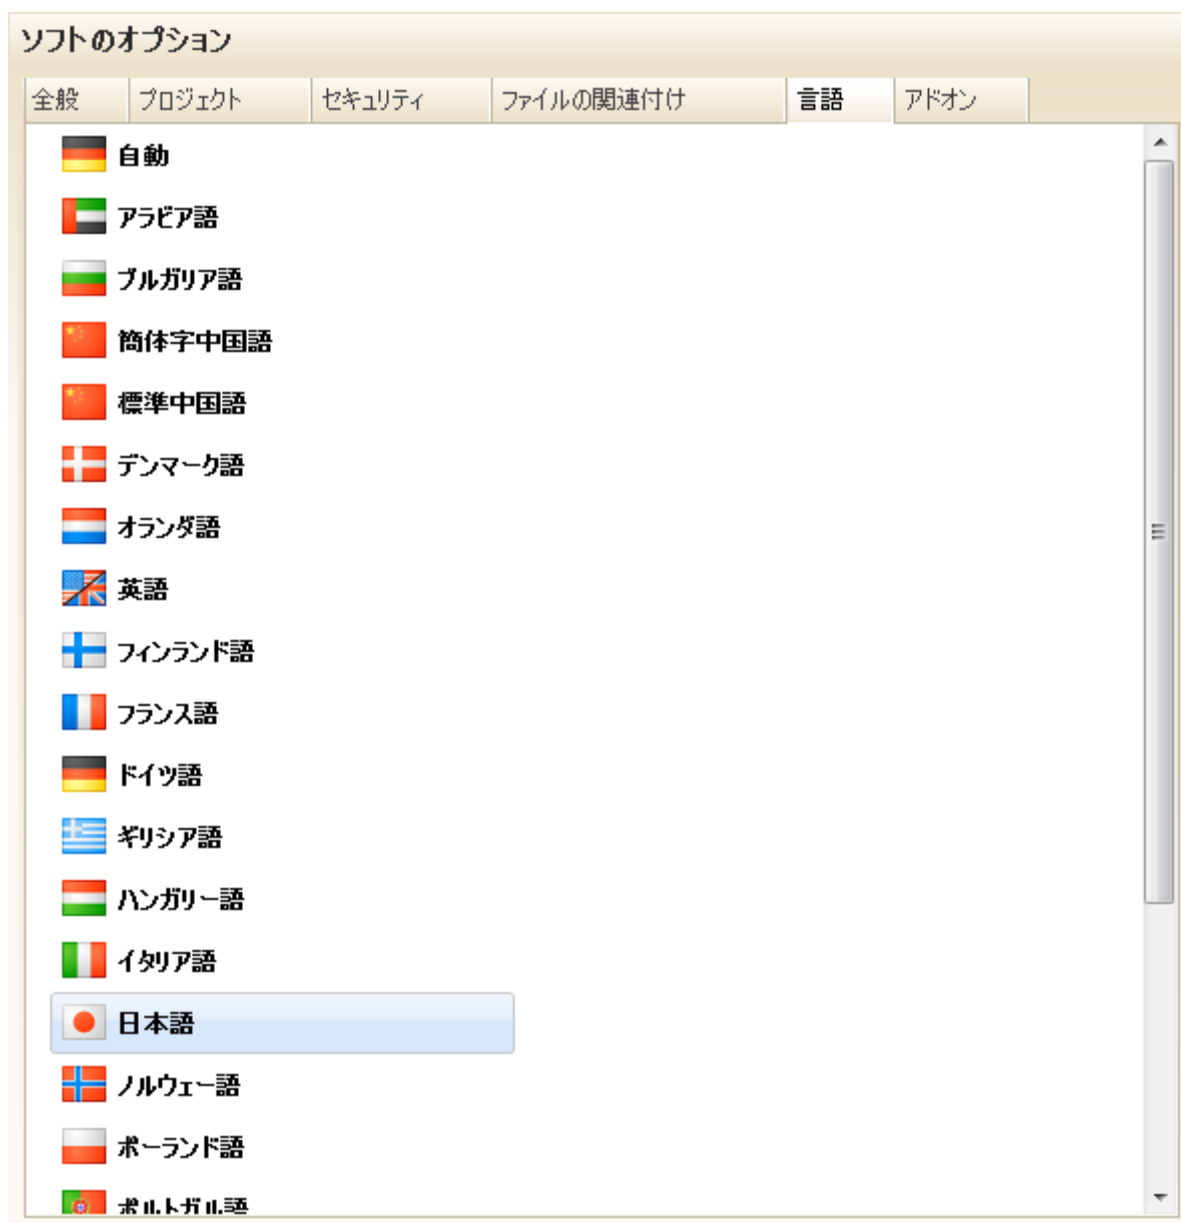 ソフトのオプション
全般 プロジェクト セキュリティ ファイルの関連付け 言語 アドオン
自動
アラビア語
ブルガリア語
簡体字中国語
標準中国語
デンマーク語
オランダ語
英語
フィンランド語
フランス語
ドイツ語
ギリシア語
ハンガリー語
イタリア語
日本語
ノルウェー語
ポーランド語
ポルトガル語